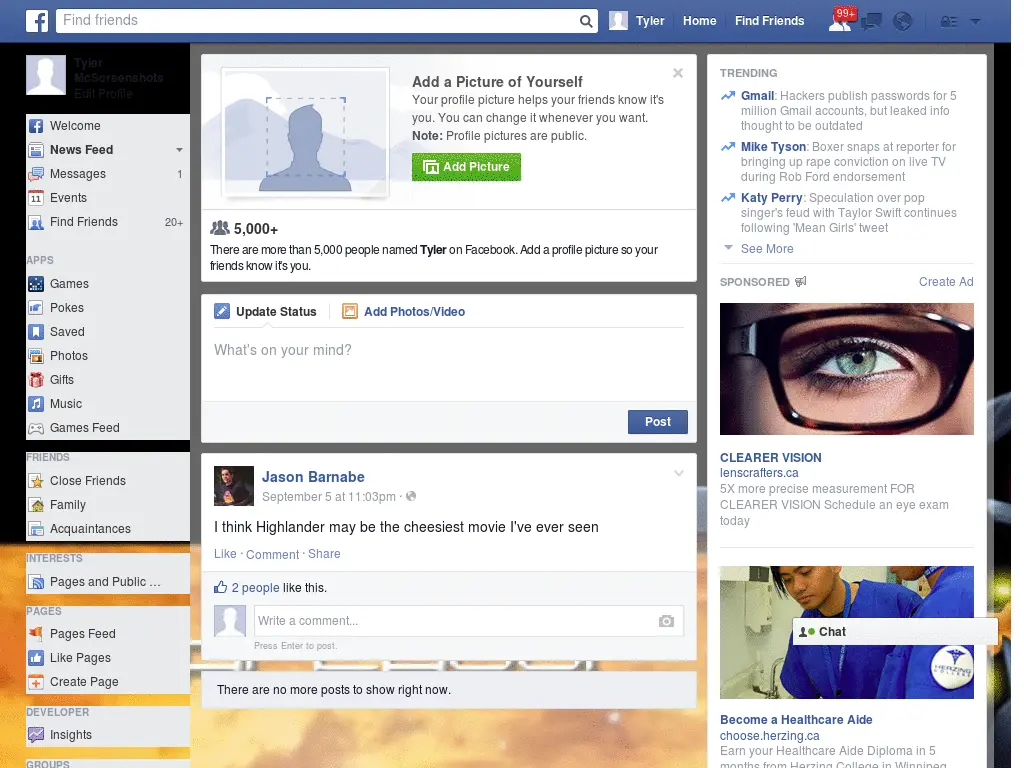 Find friends
Tyler
Home
Find Friends
99+
Tyler
McScreenshots
Edit Profile
Welcome
News Feed
Messages 1
Events
Find Friends 20+
APPS
Games
Pokes
Saved
Photos
Gifts
Music
Games Feed
FRIENDS
Close Friends
Family
Acquaintances
INTERESTS
Pages and Public ...
PAGES
Pages Feed
Like Pages
Create Page
DEVELOPER
Insights
GROUPS
Add a Picture of Yourself
Your profile picture helps your friends know it's
you. You can change it whenever you want.
Note: Profile pictures are public.
Add Picture
5,000+
There are more than 5,000 people named Tyler on Facebook. Add a profile picture so your
friends know it's you.
Update Status
Add Photos/Video
What's on your mind?
Post
Jason Barnabe
September 5 at 11:03pm ·
I think Highlander may be the cheesiest movie I've ever seen
Like · Comment · Share
2 people like this.
Write a comment...
Press Enter to post.
There are no more posts to show right now.
TRENDING
Gmail: Hackers publish passwords for 5
million Gmail accounts, but leaked info
thought to be outdated
Mike Tyson: Boxer snaps at reporter for
bringing up rape conviction on live TV
during Rob Ford endorsement
Katy Perry: Speculation over pop
singer's feud with Taylor Swift continues
following 'Mean Girls' tweet
See More
SPONSORED
Create Ad
CLEARER VISION
lenscrafters.ca
5X more precise measurement FOR
CLEARER VISION Schedule an eye exam
today
Chat
HERZING
COLLEGE
Become a Healthcare Aide
choose.herzing.ca
Earn your Healthcare Aide Diploma in 5
months from Herzing College in Winnipeg